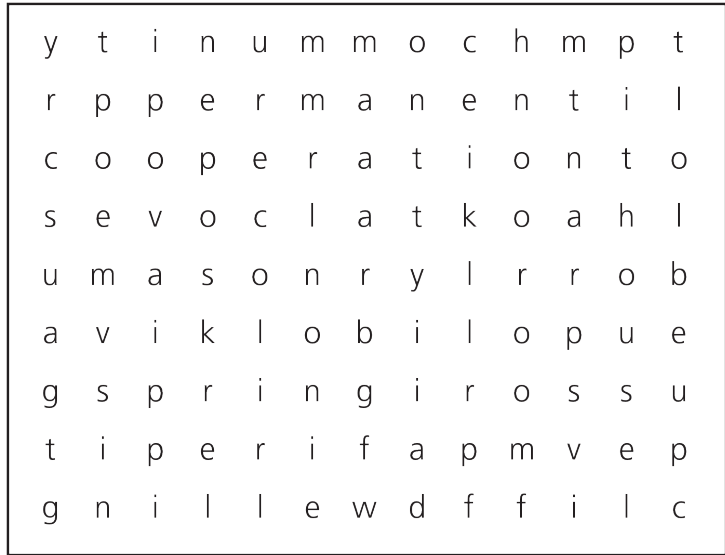 y t i n u m m o c h m p t
r p p e r m a n e n t i l
c o o p e r a t i o n t o
s e v o c l a t k o a h l
u m a s o n r y l r r o b
a v i k l o b i l o p u e
g s p r i n g i r o s s u
t i p e r i f a p m v e p
g n i l l e w d f f i l c